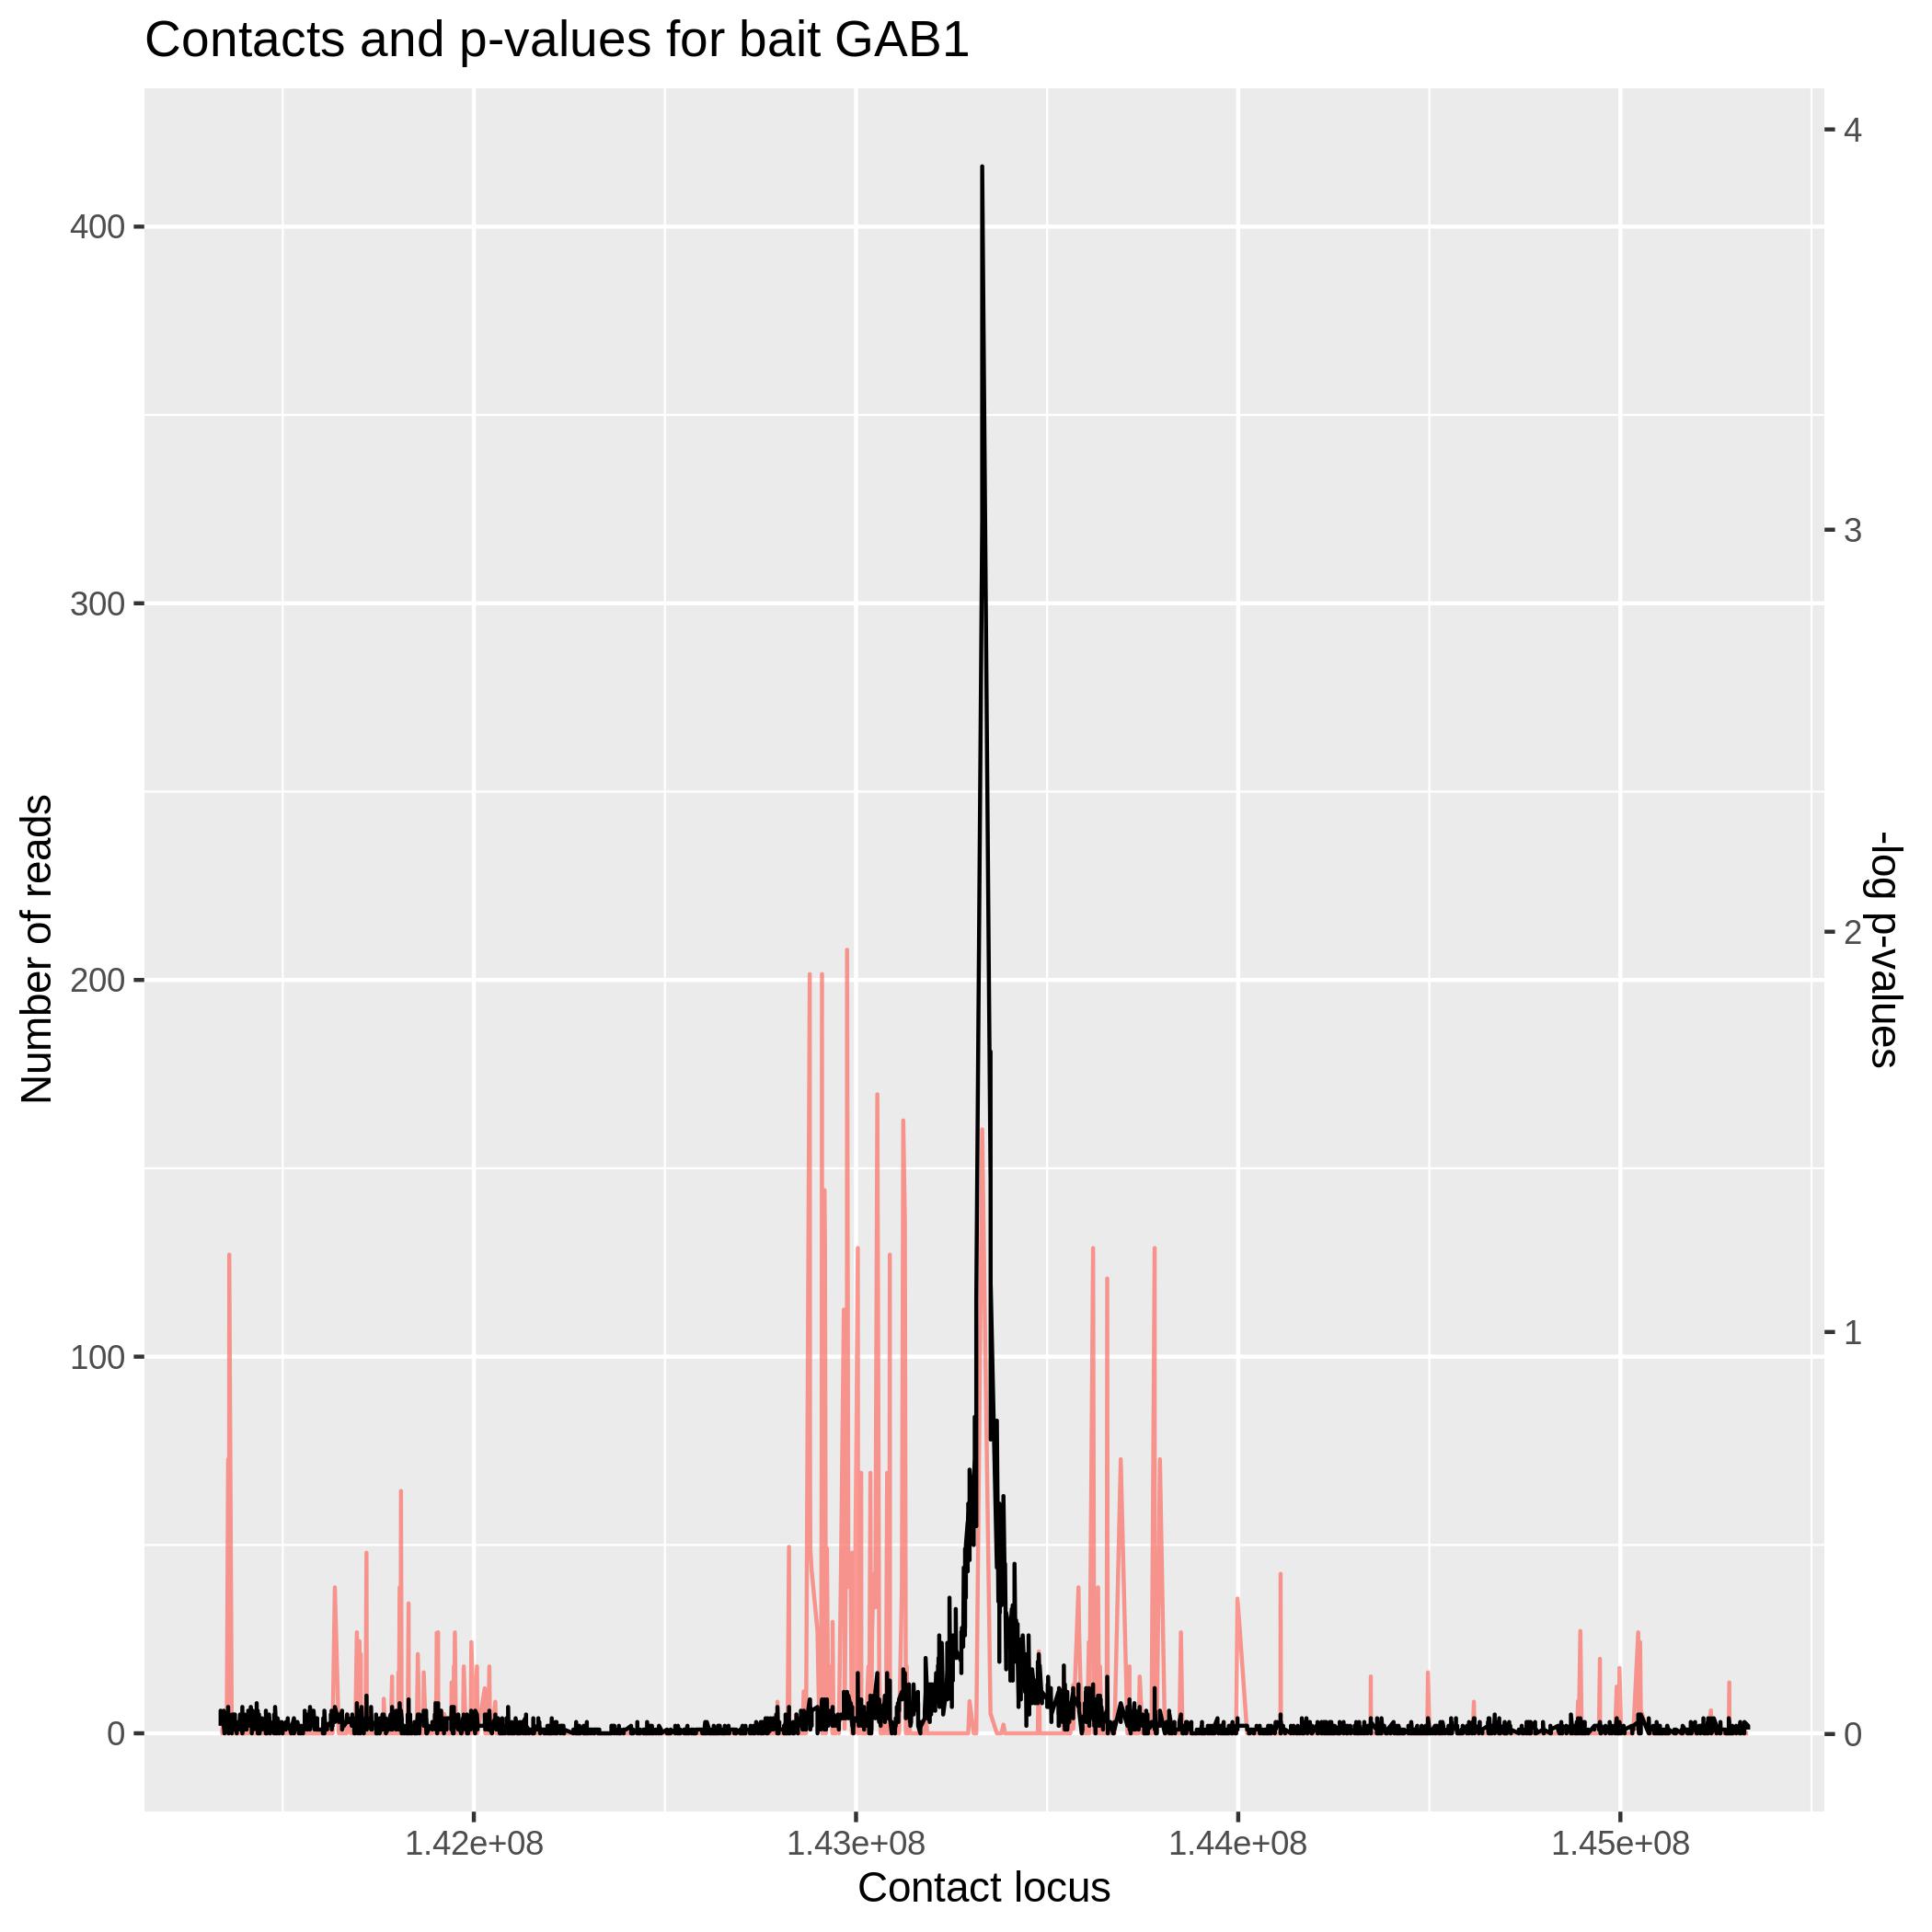 Contacts and p-values for bait GAB1
400
300
200
100
0
Number of reads
4
3
2
1
0
-log p-values
1.42e+08
1.43e+08
1.44e+08
1.45e+08
Contact locus